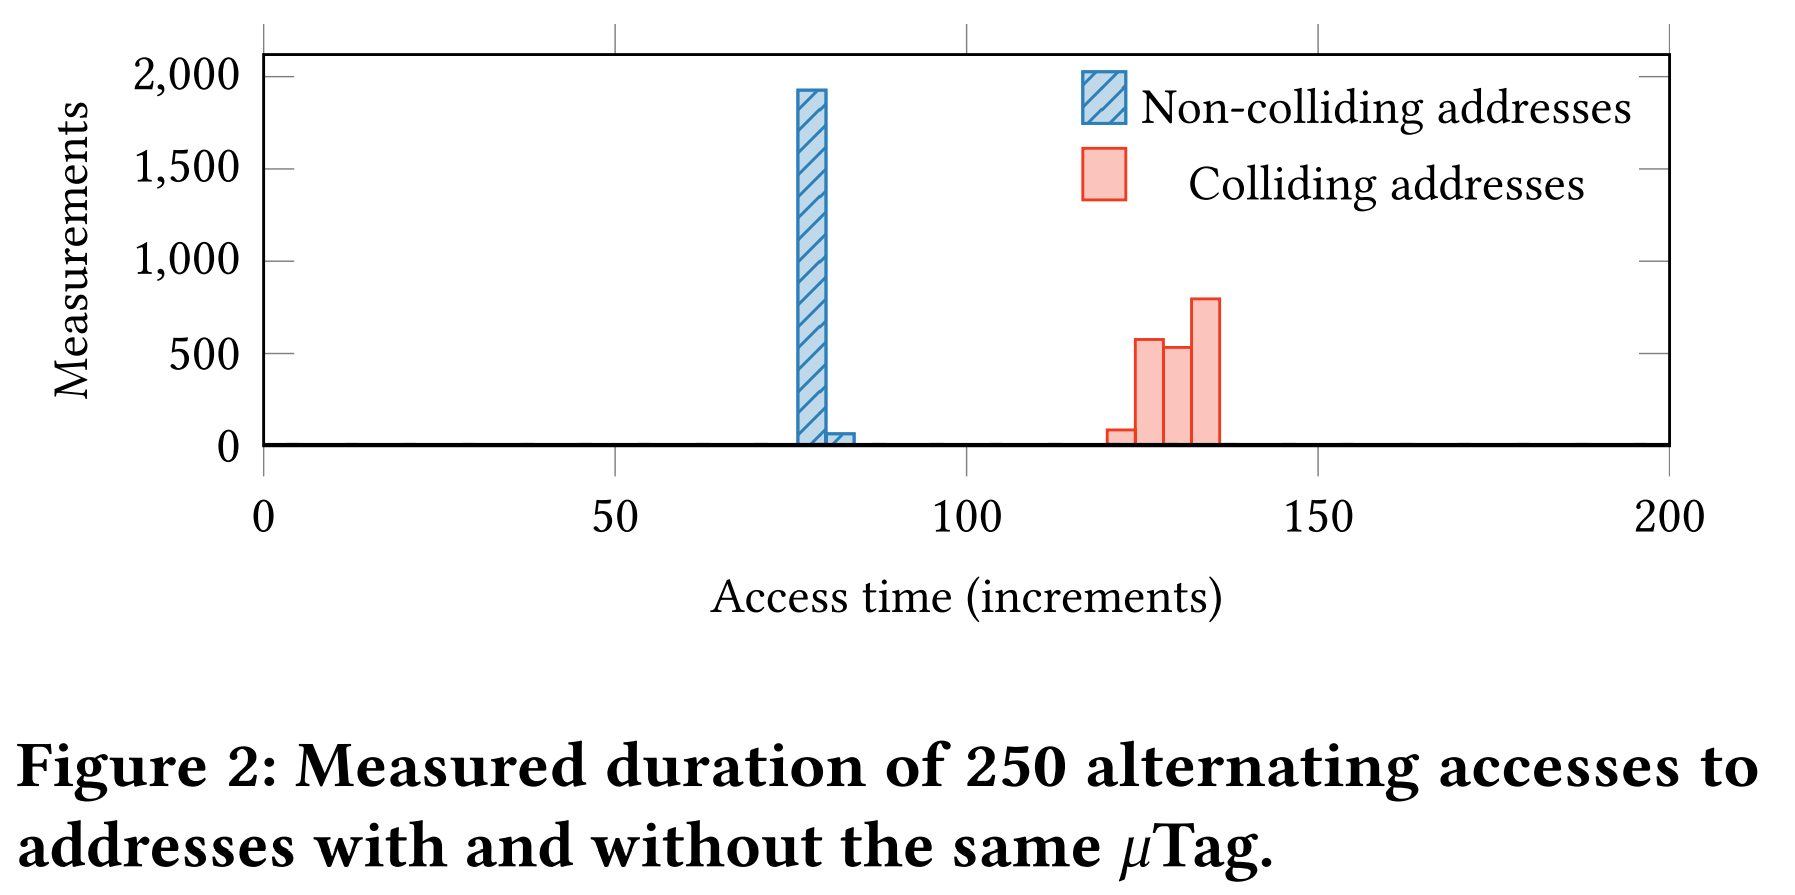 2,000
1,500
1,000
500
0
Measurements
Non-colliding addresses
Colliding addresses
0 50 100 150 200
Access time (increments)
Figure 2: Measured duration of 250 alternating accesses to
addresses with and without the same μTag.